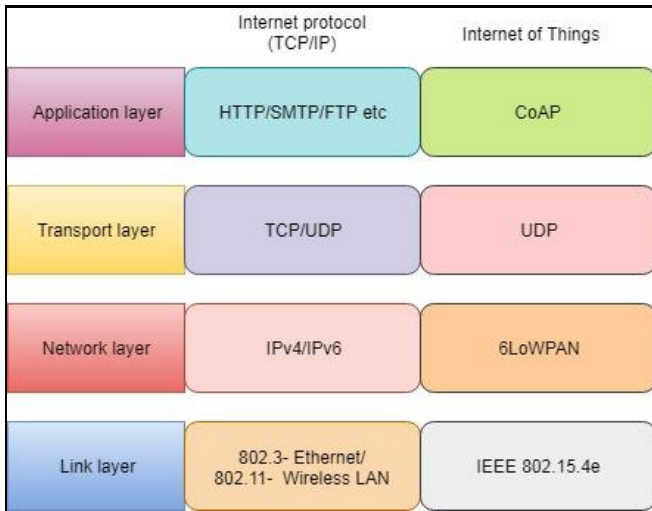 Internet protocol
(TCP/IP)
Internet of Things
Application layer
HTTP/SMTP/FTP etc
CoAP
Transport layer
TCP/UDP
UDP
Network layer
IPv4/IPv6
6LoWPAN
Link layer
802.3- Ethernet/
802.11- Wireless LAN
IEEE 802.15.4e